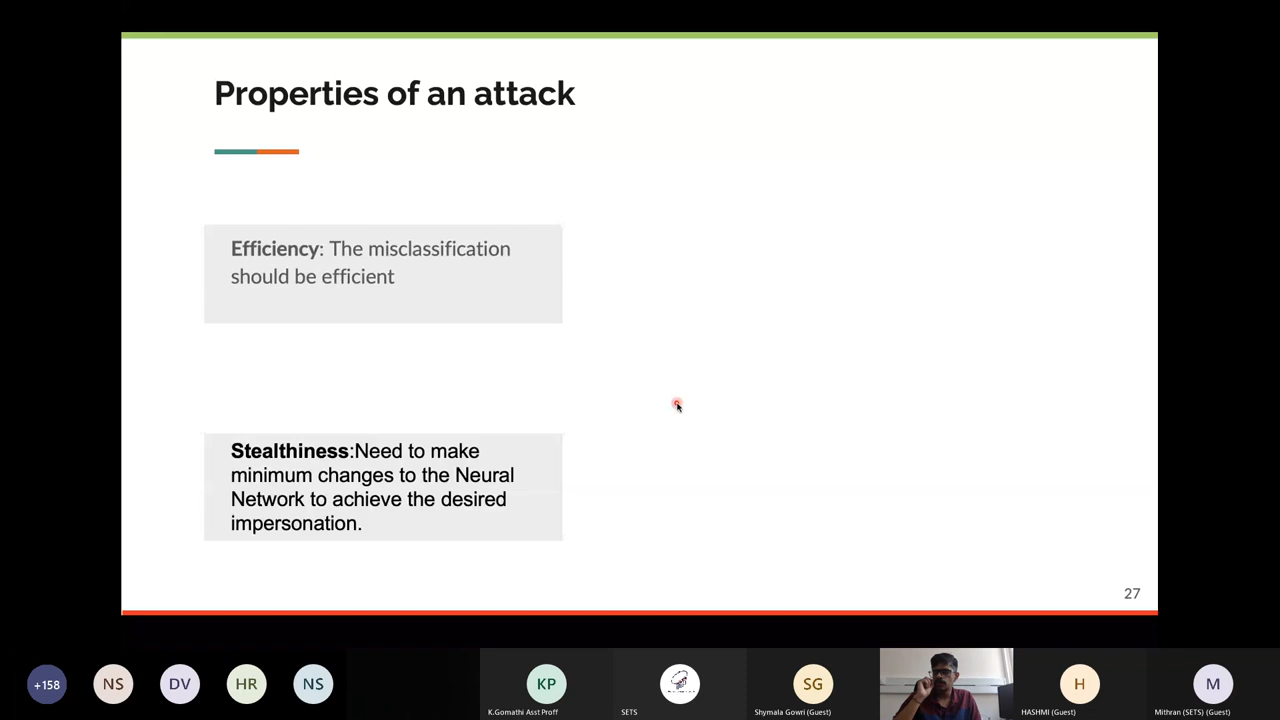 Properties of an attack
Efficiency: The misclassification
should be efficient
Stealthiness:Need to make
minimum changes to the Neural
Network to achieve the desired
impersonation.
27
+158
NS
DV
HR
NS
KP
K.Gomathi Asst Proff
SETS
SG
Shymala Gowri (Guest)
H
HASHMI (Guest)
M
Mithran (SETS) (Guest)